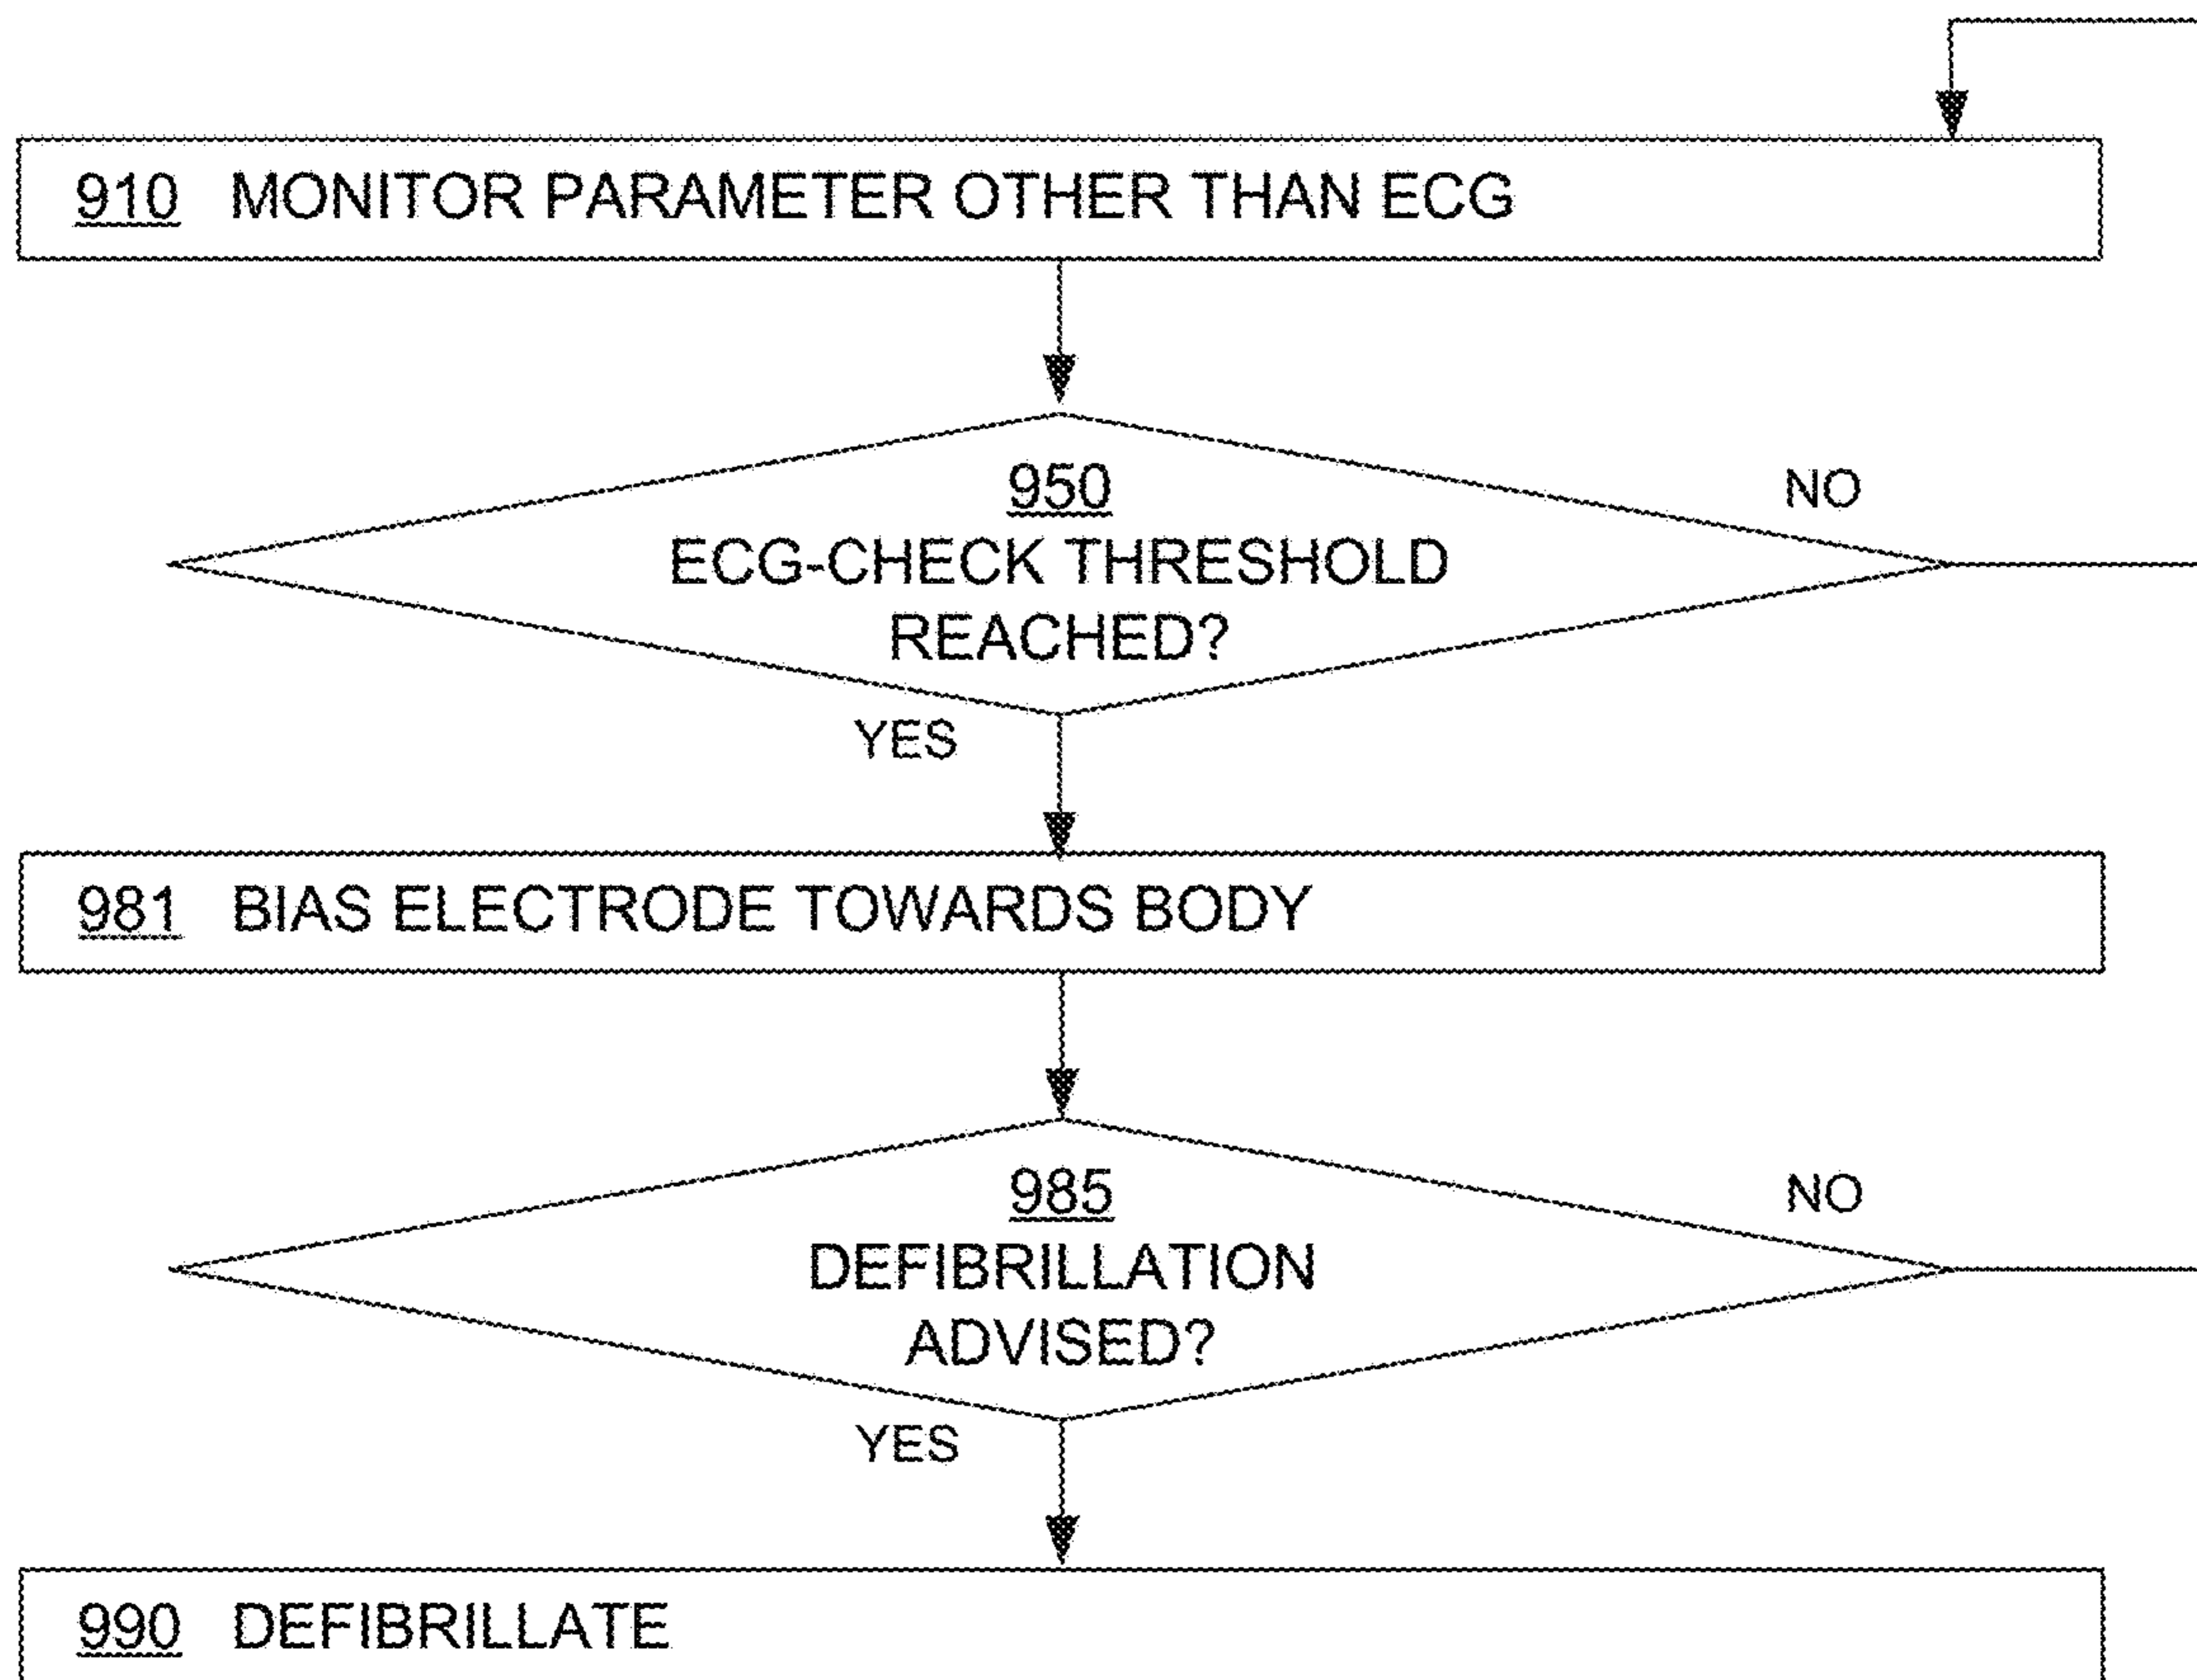 910 MONITOR PARAMETER OTHER THAN ECG
950
NO
ECG-CHECK THRESHOLD
REACHED?
YES
981 BIAS ELECTRODE TOWARDS BODY
985
NO
DEFIBRILLATION
ADVISED?
YES
990 DEFIBRILLATE